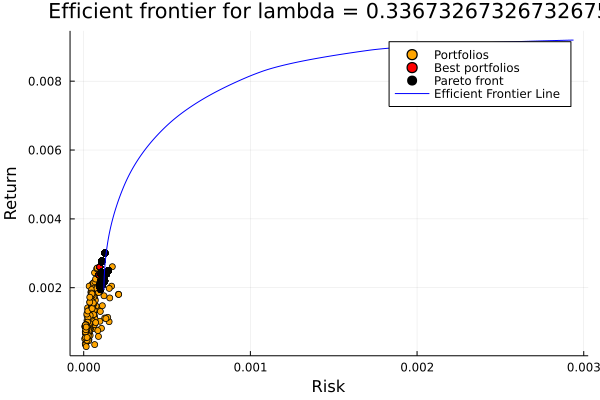 Efficient frontier for lambda = 0.3367326732673267
Portfolios
Best portfolios
Pareto front
Efficient Frontier Line
0.008
0.006
0.004
0.002
Return
0.000
0.001
0.002
0.003
Risk